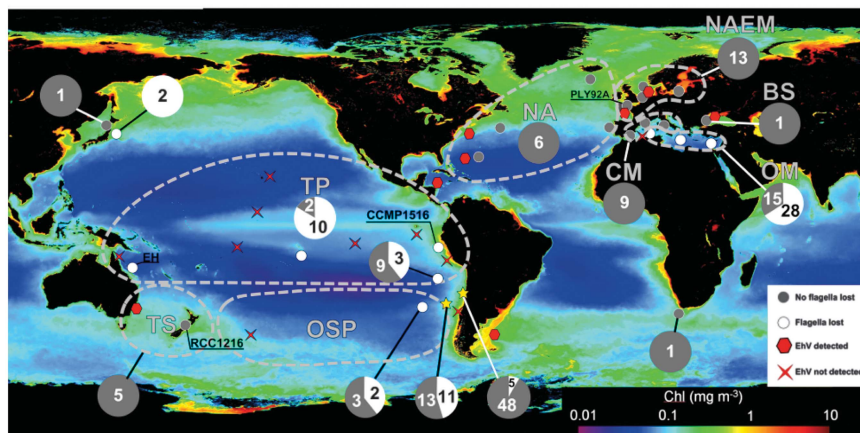 NAEM
13
1
2
PLY92A
BS
1
NA
6
CM
9
OM
15
28
TP
2
10
CCMP1516
EH
9
3
TS
RCC1216
OSP
5
3
2
13
11
5
48
1
No flagella lost
Flagella lost
EhV detected
EhV not detected
Chl (mg m⁻³)
0.01
0.1
1
10